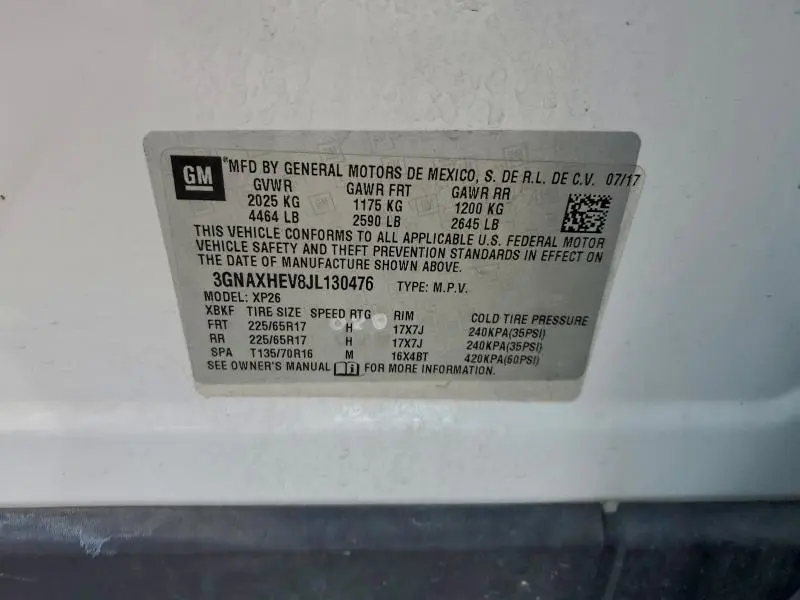 GM
MFD BY GENERAL MOTORS DE MEXICO, S. DE R.L. DE C.V. 07/17
GVWR GAWR FRT GAWR RR
2025 KG 1175 KG 1200 KG
4464 LB 2590 LB 2645 LB
THIS VEHICLE CONFORMS TO ALL APPLICABLE U.S. FEDERAL MOTOR
VEHICLE SAFETY AND THEFT PREVENTION STANDARDS IN EFFECT ON
THE DATE OF MANUFACTURE SHOWN ABOVE.
3GNAXHEV8JL130476 TYPE: M.P.V.
MODEL: XP26
XBKF TIRE SIZE SPEED RTG RIM COLD TIRE PRESSURE
FRT 225/65R17 H 17X7J 240KPA(35PSI)
RR 225/65R17 H 17X7J 240KPA(35PSI)
SPA T135/70R16 M 16X4BT 420KPA(60PSI)
SEE OWNER'S MANUAL FOR MORE INFORMATION.